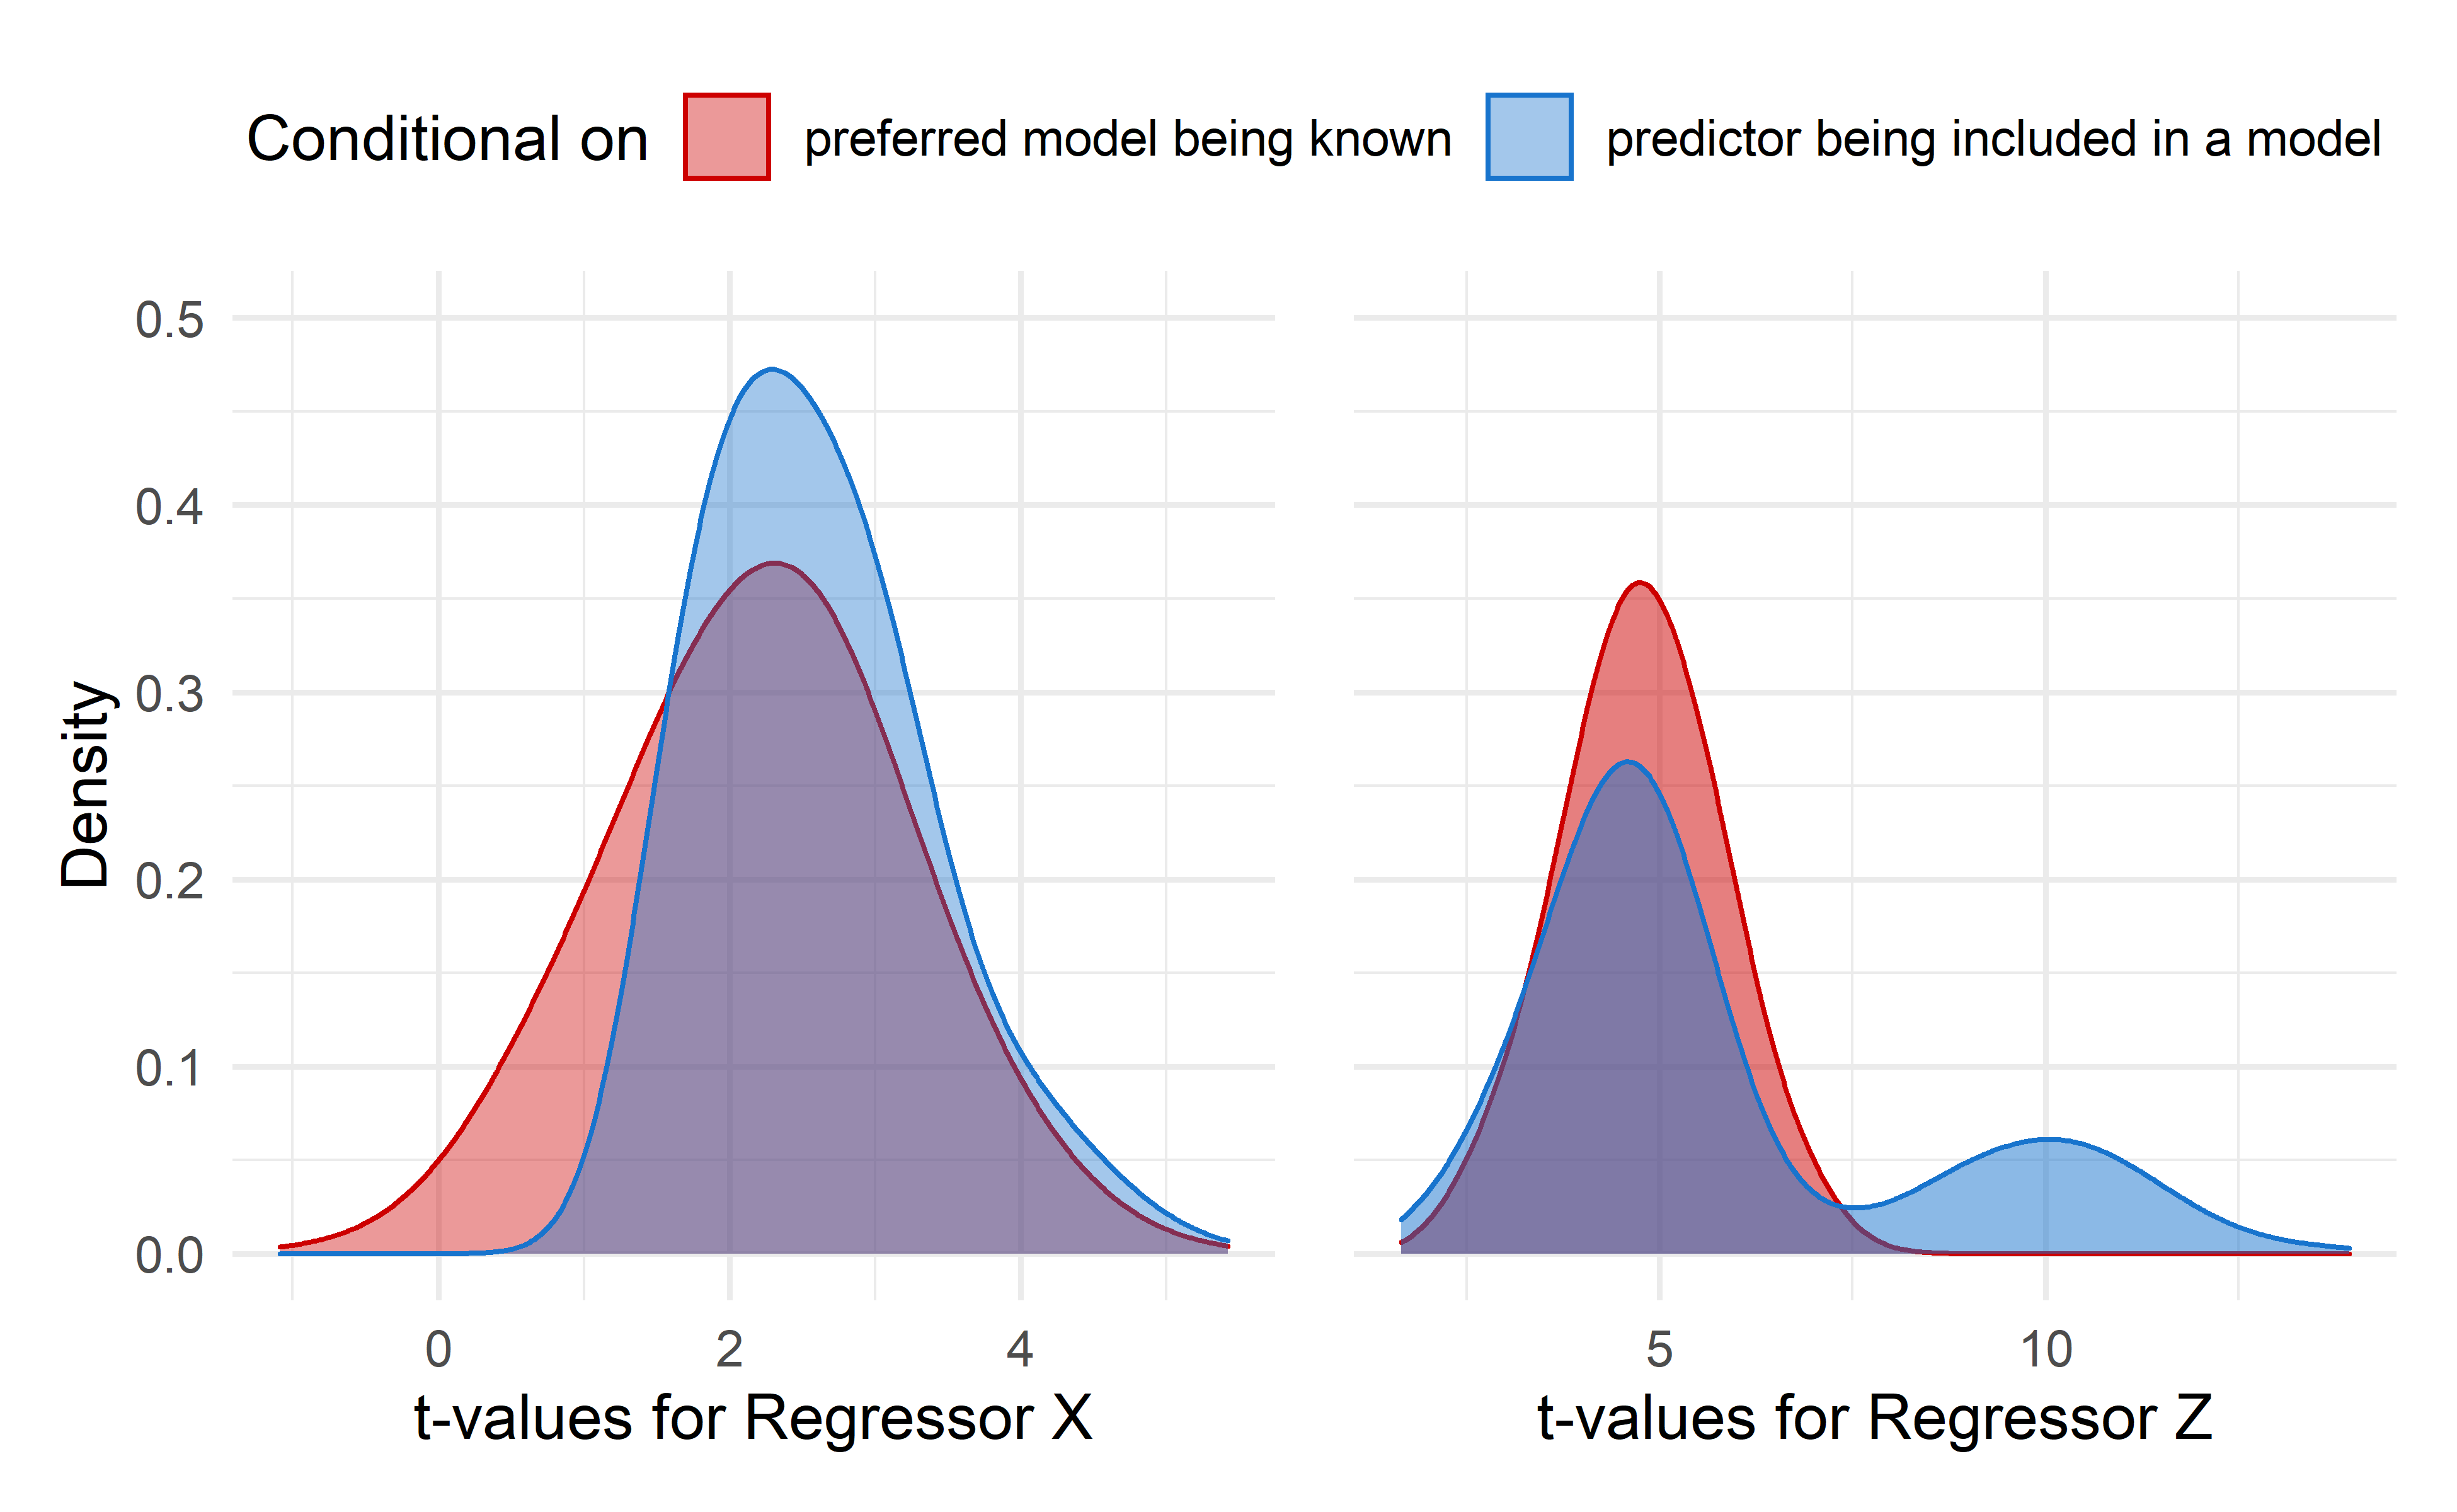 Conditional on preferred model being known predictor being included in a model
Density
0.5
0.4
0.3
0.2
0.1
0.0
0 2 4
5 10
t-values for Regressor X
t-values for Regressor Z